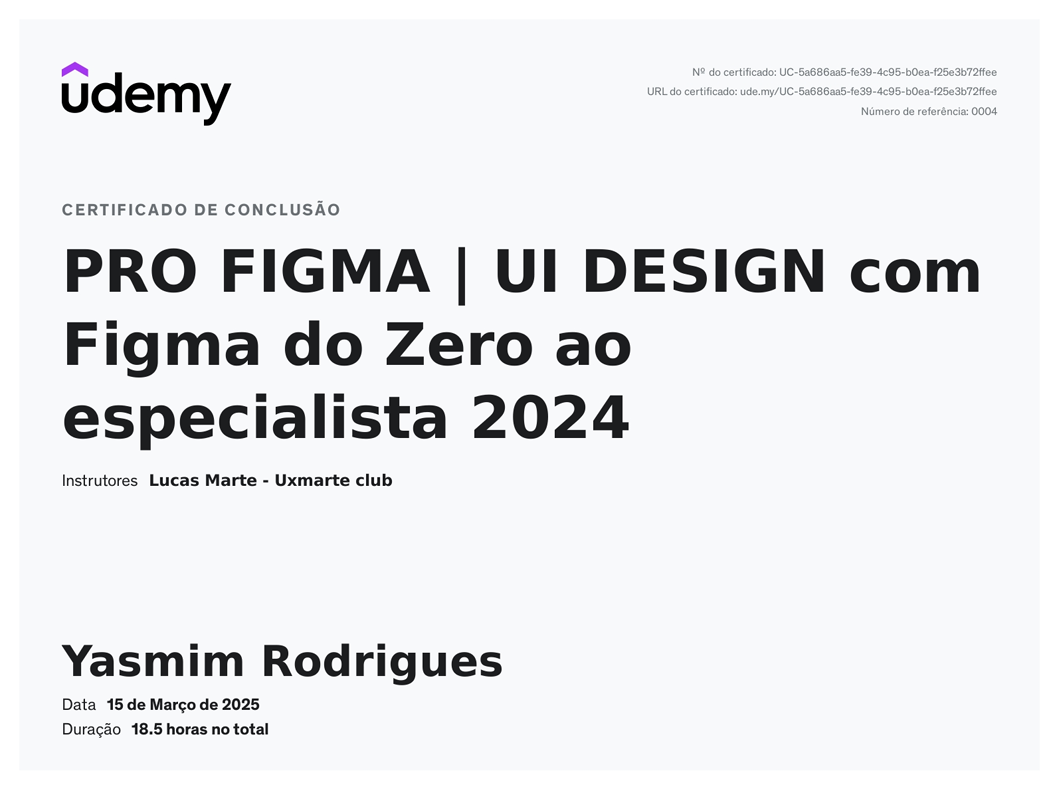 udemy
Nº do certificado: UC-5a686aa5-fe39-4c95-b0ea-f25e3b72ffee
URL do certificado: ude.my/UC-5a686aa5-fe39-4c95-b0ea-f25e3b72ffee
Número de referência: 0004
CERTIFICADO DE CONCLUSÃO
PRO FIGMA | UI DESIGN com
Figma do Zero ao
especialista 2024
Instrutores Lucas Marte - Uxmarte club
Yasmim Rodrigues
Data 15 de Março de 2025
Duração 18.5 horas no total